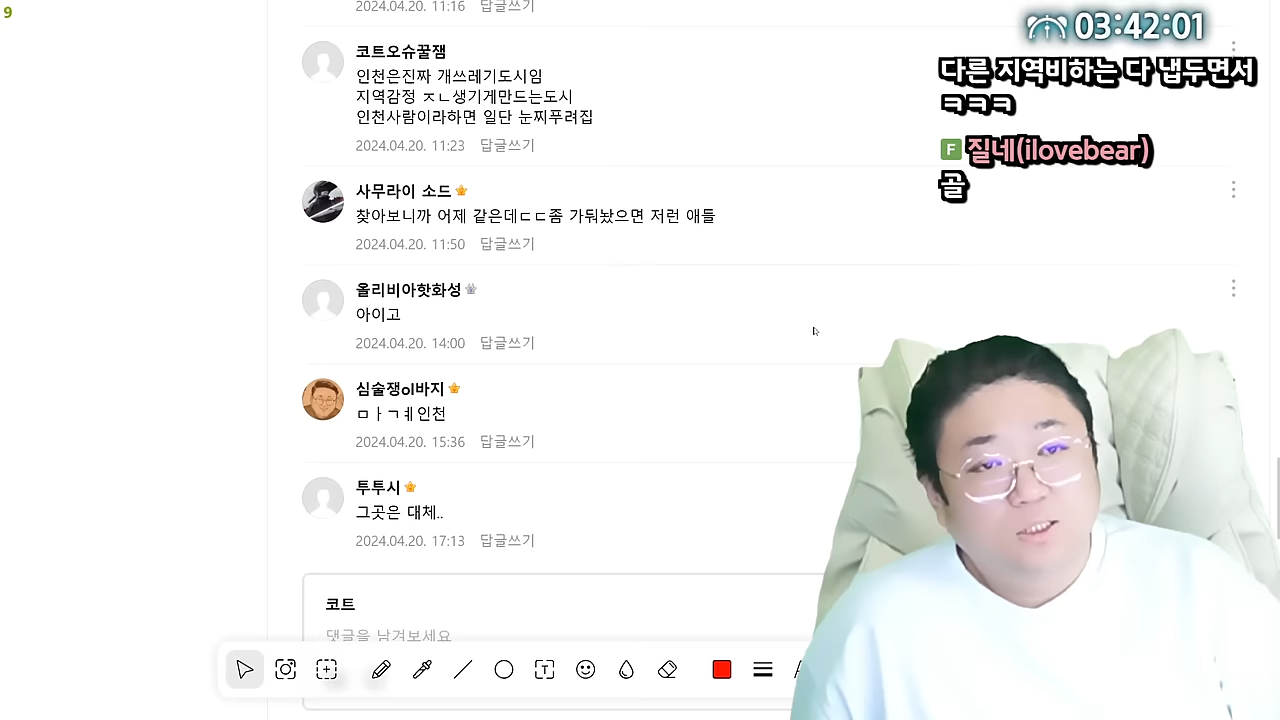 9
2024.04.20. 11:16 답글쓰기
03:42:01
코트오슈꿀잼
인천은진짜 개쓰레기도시임
지역감정 ㅈㄴ생기게만드는도시
인천사람이라하면 일단 눈찌푸려짐
2024.04.20. 11:23 답글쓰기
다른 지역비하는 다 냅두면서
ㅋㅋㅋ
F 질네(ilovebear)
골
사무라이 소드
찾아보니까 어제 같은데ㄷㄷ좀 가둬놨으면 저런 애들
2024.04.20. 11:50 답글쓰기
올리비아핫화성
아이고
2024.04.20. 14:00 답글쓰기
심술쟁ol바지
ㅁㅏㄱㅖ인천
2024.04.20. 15:36 답글쓰기
투투시
그곳은 대체..
2024.04.20. 17:13 답글쓰기
코트
댓글을 남겨보세요
T